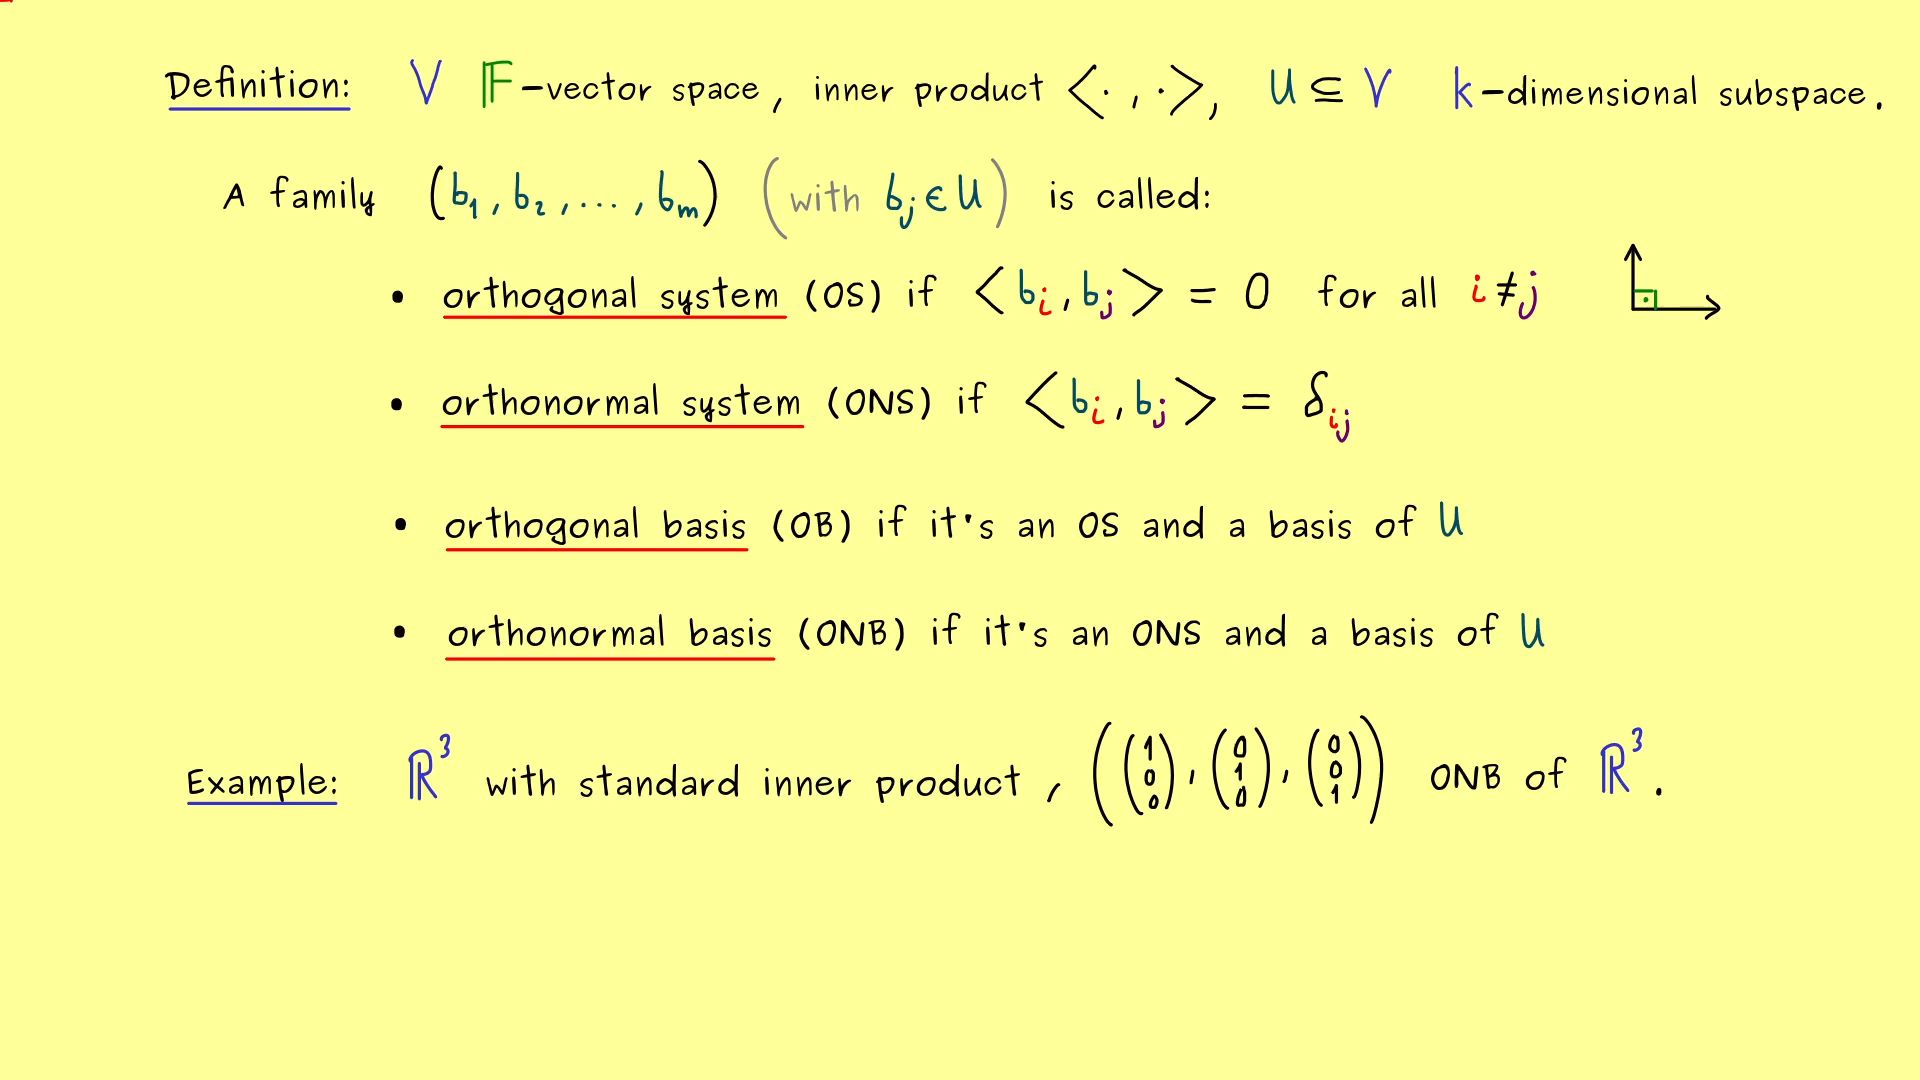 Definition: V 𝔽-vector space, inner product <·,·>, U ⊆ V k-dimensional subspace.
A family (b₁, b₂, ..., bₘ) (with bⱼ ∈ U) is called:
• orthogonal system (OS) if <bᵢ, bⱼ> = 0 for all i ≠ j
• orthonormal system (ONS) if <bᵢ, bⱼ> = δᵢⱼ
• orthogonal basis (OB) if it's an OS and a basis of U
• orthonormal basis (ONB) if it's an ONS and a basis of U
Example: ℝ³ with standard inner product, ((1 0 0), (0 1 0), (0 0 1)) ONB of ℝ³.